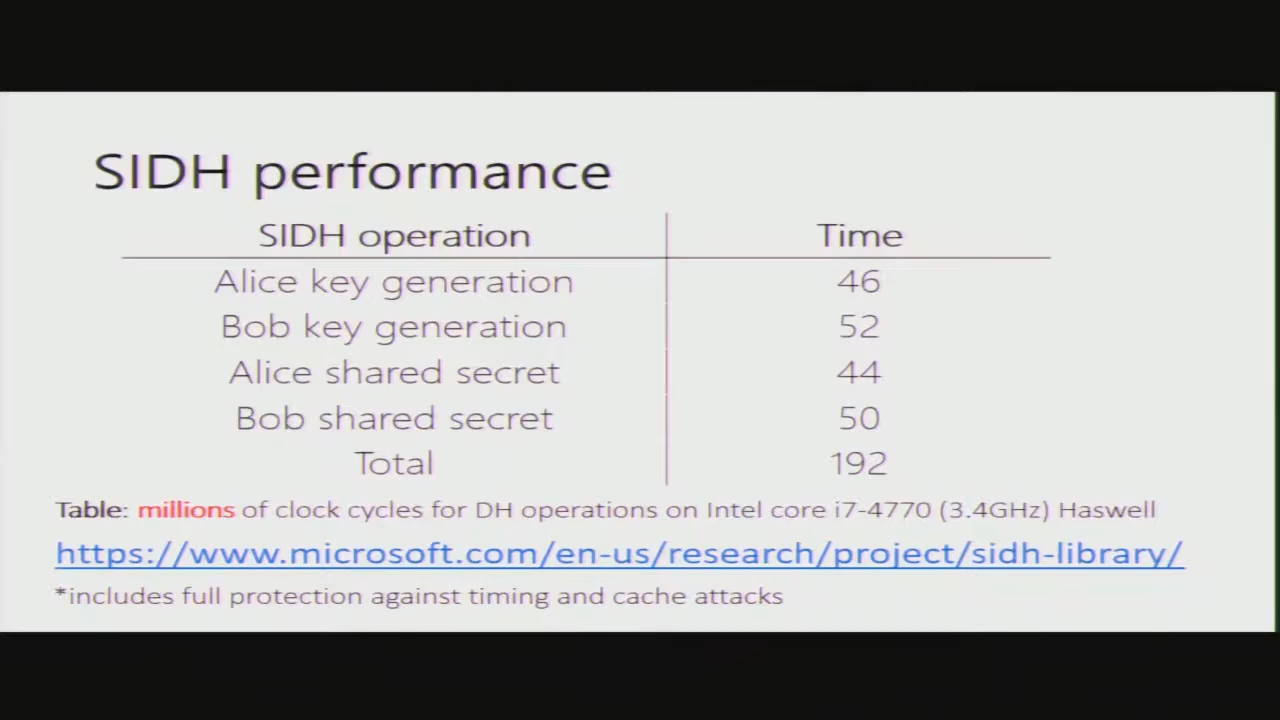 SIDH performance
SIDH operation Time
Alice key generation 46
Bob key generation 52
Alice shared secret 44
Bob shared secret 50
Total 192
Table: millions of clock cycles for DH operations on Intel core i7-4770 (3.4GHz) Haswell
https://www.microsoft.com/en-us/research/project/sidh-library/
*includes full protection against timing and cache attacks